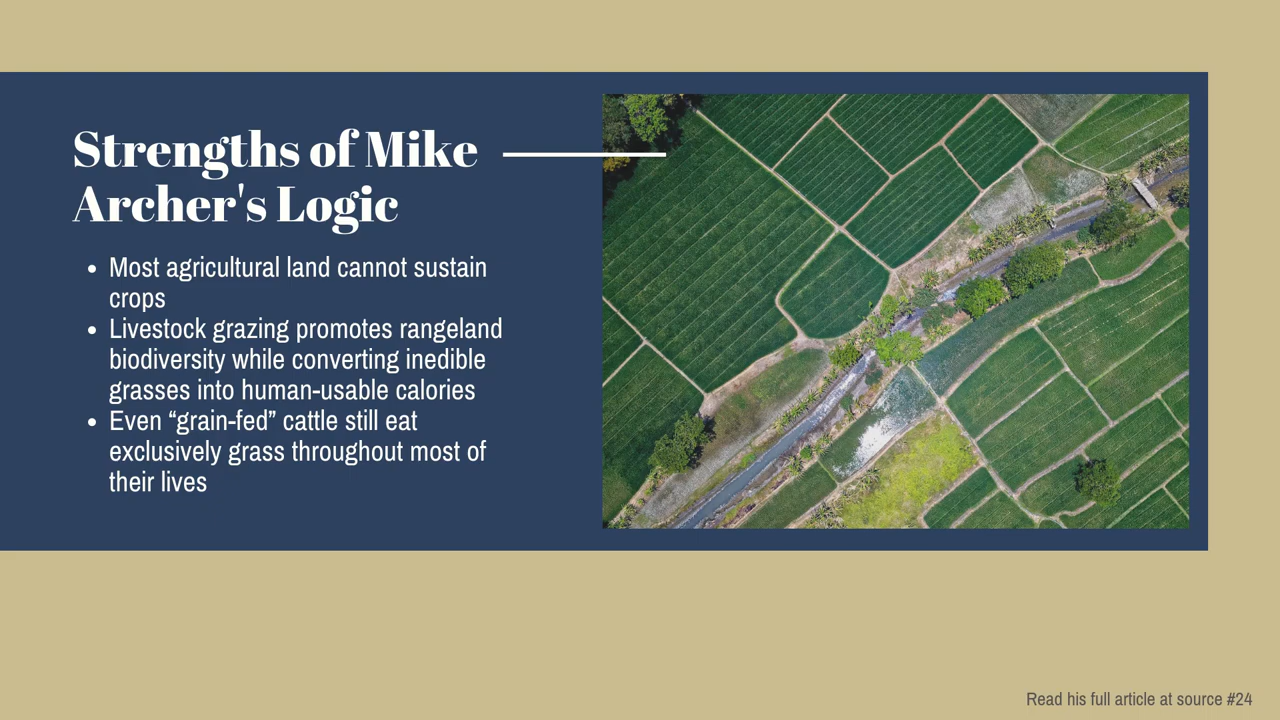 Strengths of Mike
Archer's Logic
• Most agricultural land cannot sustain
crops
• Livestock grazing promotes rangeland
biodiversity while converting inedible
grasses into human-usable calories
• Even “grain-fed” cattle still eat
exclusively grass throughout most of
their lives
Read his full article at source #24